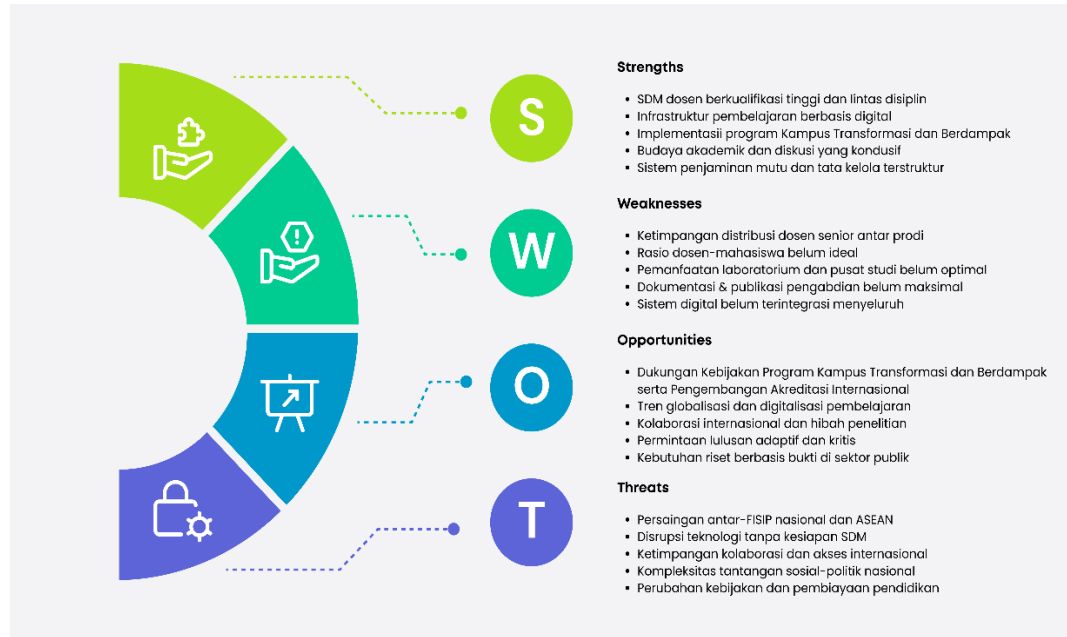 S
Strengths
• SDM dosen berkualifikasi tinggi dan lintas disiplin
• Infrastruktur pembelajaran berbasis digital
• Implementasii program Kampus Transformasi dan Berdampak
• Budaya akademik dan diskusi yang kondusif
• Sistem penjaminan mutu dan tata kelola terstruktur
W
Weaknesses
• Ketimpangan distribusi dosen senior antar prodi
• Rasio dosen-mahasiswa belum ideal
• Pemanfaatan laboratorium dan pusat studi belum optimal
• Dokumentasi & publikasi pengabdian belum maksimal
• Sistem digital belum terintegrasi menyeluruh
O
Opportunities
• Dukungan Kebijakan Program Kampus Transformasi dan Berdampak
serta Pengembangan Akreditasi Internasional
• Tren globalisasi dan digitalisasi pembelajaran
• Kolaborasi internasional dan hibah penelitian
• Permintaan lulusan adaptif dan kritis
• Kebutuhan riset berbasis bukti di sektor publik
T
Threats
• Persaingan antar-FISIP nasional dan ASEAN
• Disrupsi teknologi tanpa kesiapan SDM
• Ketimpangan kolaborasi dan akses internasional
• Kompleksitas tantangan sosial-politik nasional
• Perubahan kebijakan dan pembiayaan pendidikan